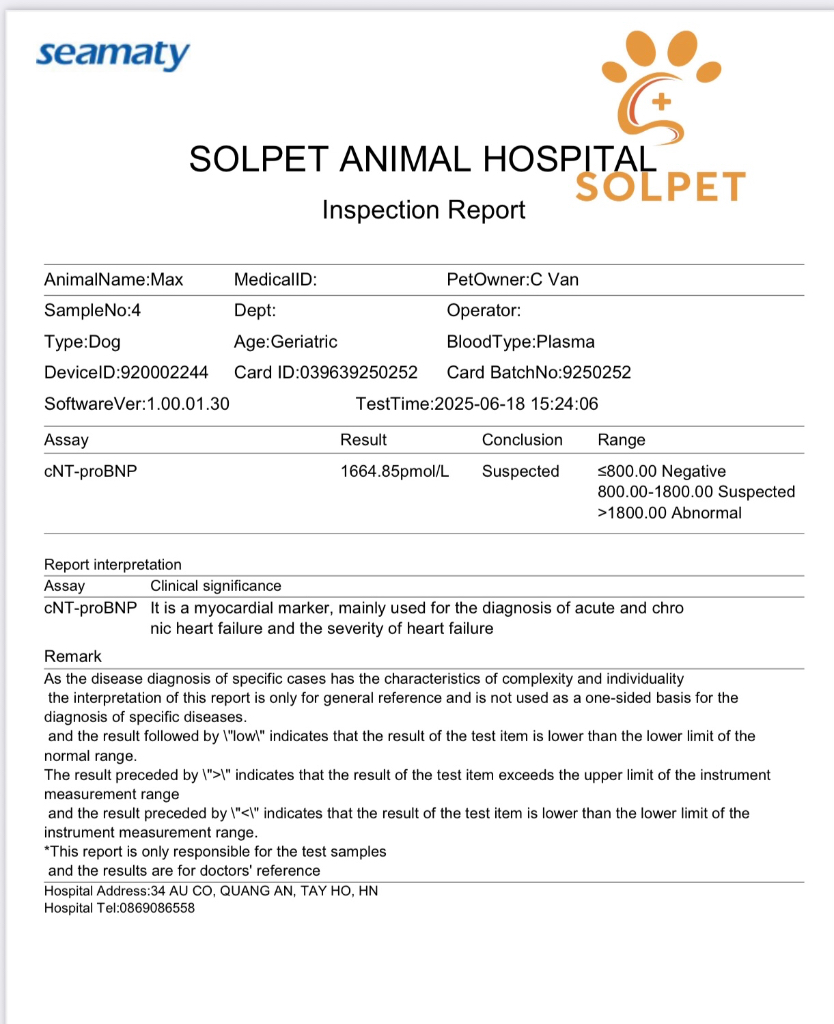 seamaty
SOLPET ANIMAL HOSPITAL
SOLPET
Inspection Report
AnimalName:Max MedicalID: PetOwner:C Van
SampleNo:4 Dept: Operator:
Type:Dog Age:Geriatric BloodType:Plasma
DeviceID:920002244 Card ID:039639250252 Card BatchNo:9250252
SoftwareVer:1.00.01.30 TestTime:2025-06-18 15:24:06
Assay Result Conclusion Range
cNT-proBNP 1664.85pmol/L Suspected ≤800.00 Negative
800.00-1800.00 Suspected
>1800.00 Abnormal
Report interpretation
Assay Clinical significance
cNT-proBNP It is a myocardial marker, mainly used for the diagnosis of acute and chro
nic heart failure and the severity of heart failure
Remark
As the disease diagnosis of specific cases has the characteristics of complexity and individuality
the interpretation of this report is only for general reference and is not used as a one-sided basis for the
diagnosis of specific diseases.
and the result followed by \"low\" indicates that the result of the test item is lower than the lower limit of the
normal range.
The result preceded by \">\" indicates that the result of the test item exceeds the upper limit of the instrument
measurement range
and the result preceded by \"<\" indicates that the result of the test item is lower than the lower limit of the
instrument measurement range.
*This report is only responsible for the test samples
and the results are for doctors' reference
Hospital Address:34 AU CO, QUANG AN, TAY HO, HN
Hospital Tel:0869086558